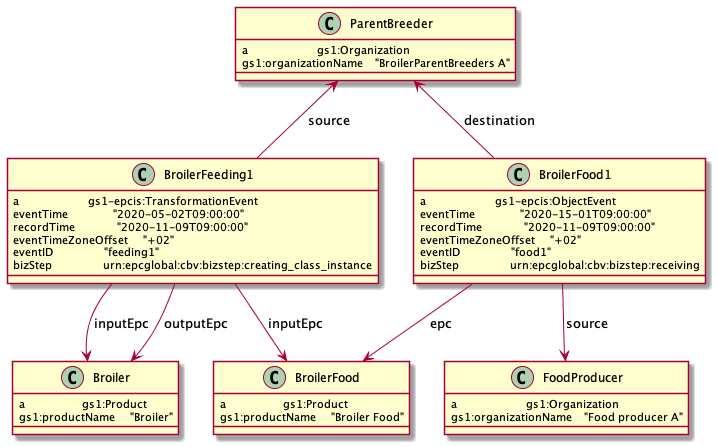 C ParentBreeder
a gs1:Organization
gs1:organizationName "BroilerParentBreeders A"
source
destination
C BroilerFeeding1
a gs1-epcis:TransformationEvent
eventTime "2020-05-02T09:00:00"
recordTime "2020-11-09T09:00:00"
eventTimeZoneOffset "+02"
eventID "feeding1"
bizStep urn:epcglobal:cbv:bizstep:creating_class_instance
C BroilerFood1
a gs1-epcis:ObjectEvent
eventTime "2020-15-01T09:00:00"
recordTime "2020-11-09T09:00:00"
eventTimeZoneOffset "+02"
eventID "food1"
bizStep urn:epcglobal:cbv:bizstep:receiving
inputEpc
outputEpc
inputEpc
epc
source
C Broiler
a gs1:Product
gs1:productName "Broiler"
C BroilerFood
a gs1:Product
gs1:productName "Broiler Food"
C FoodProducer
a gs1:Organization
gs1:organizationName "Food producer A"